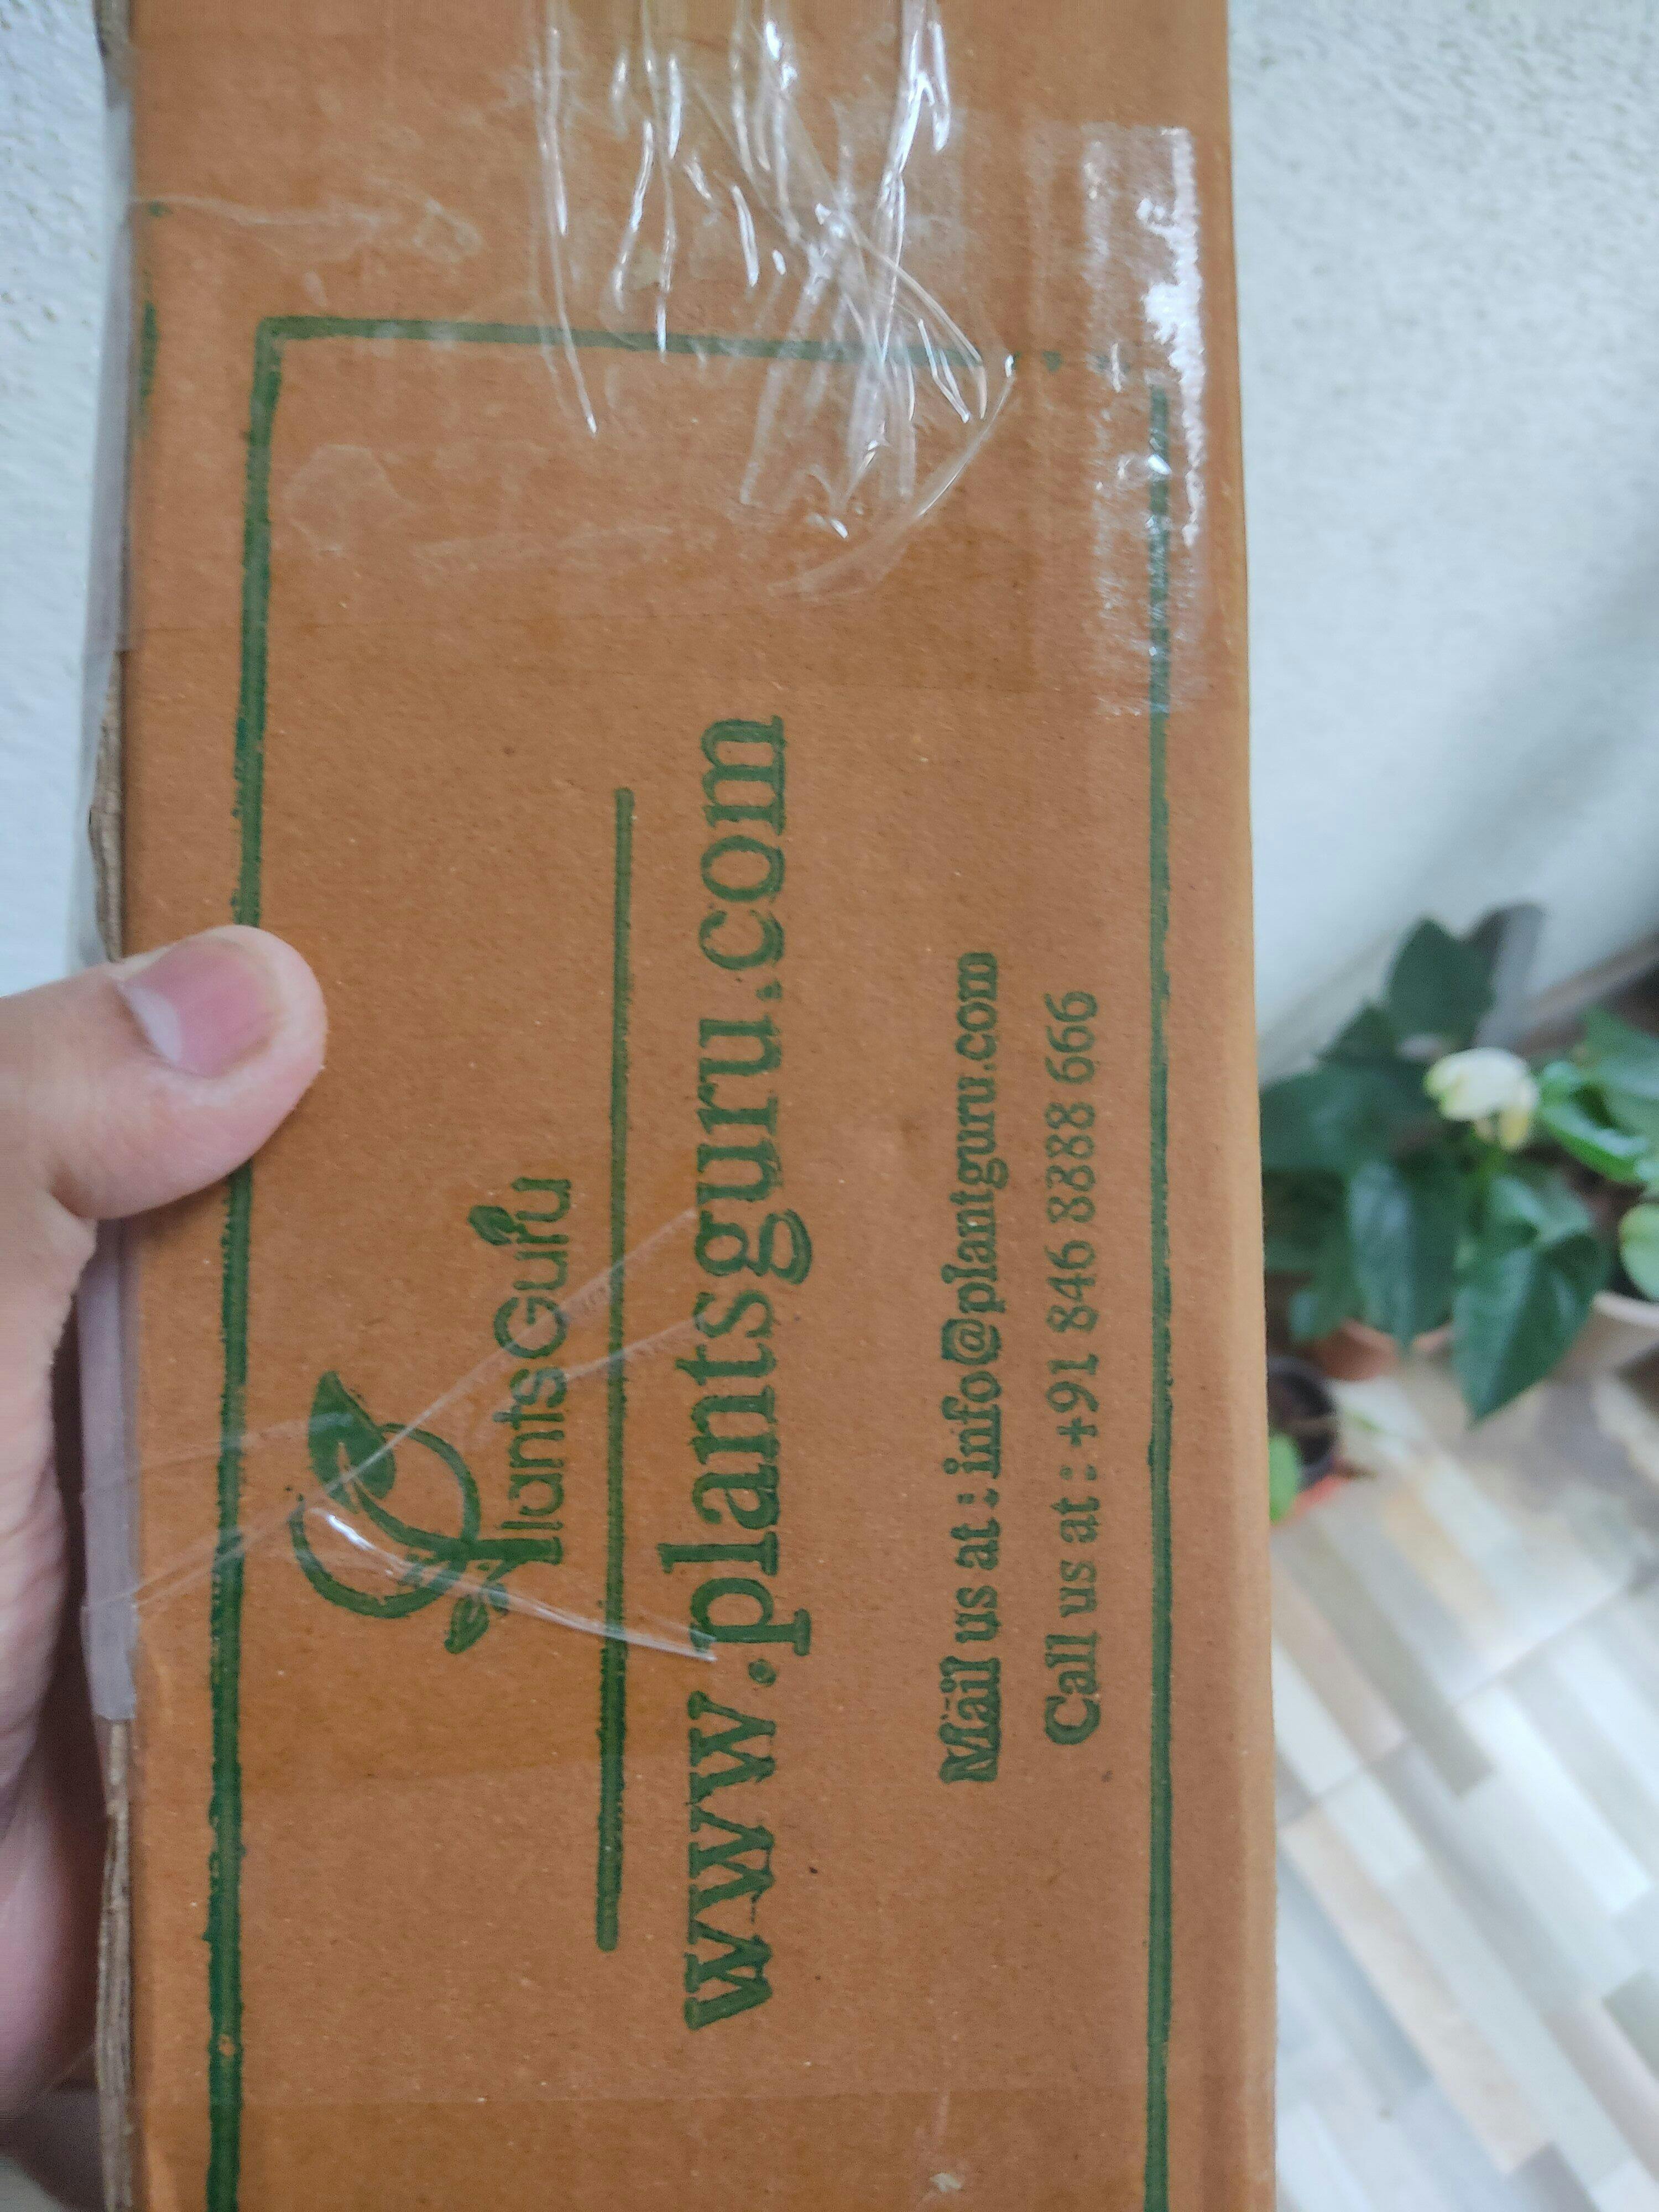 PlantsGuru
www.plantsguru.com
Mail us at : info@plantguru.com
Call us at : +91 846 8888 666